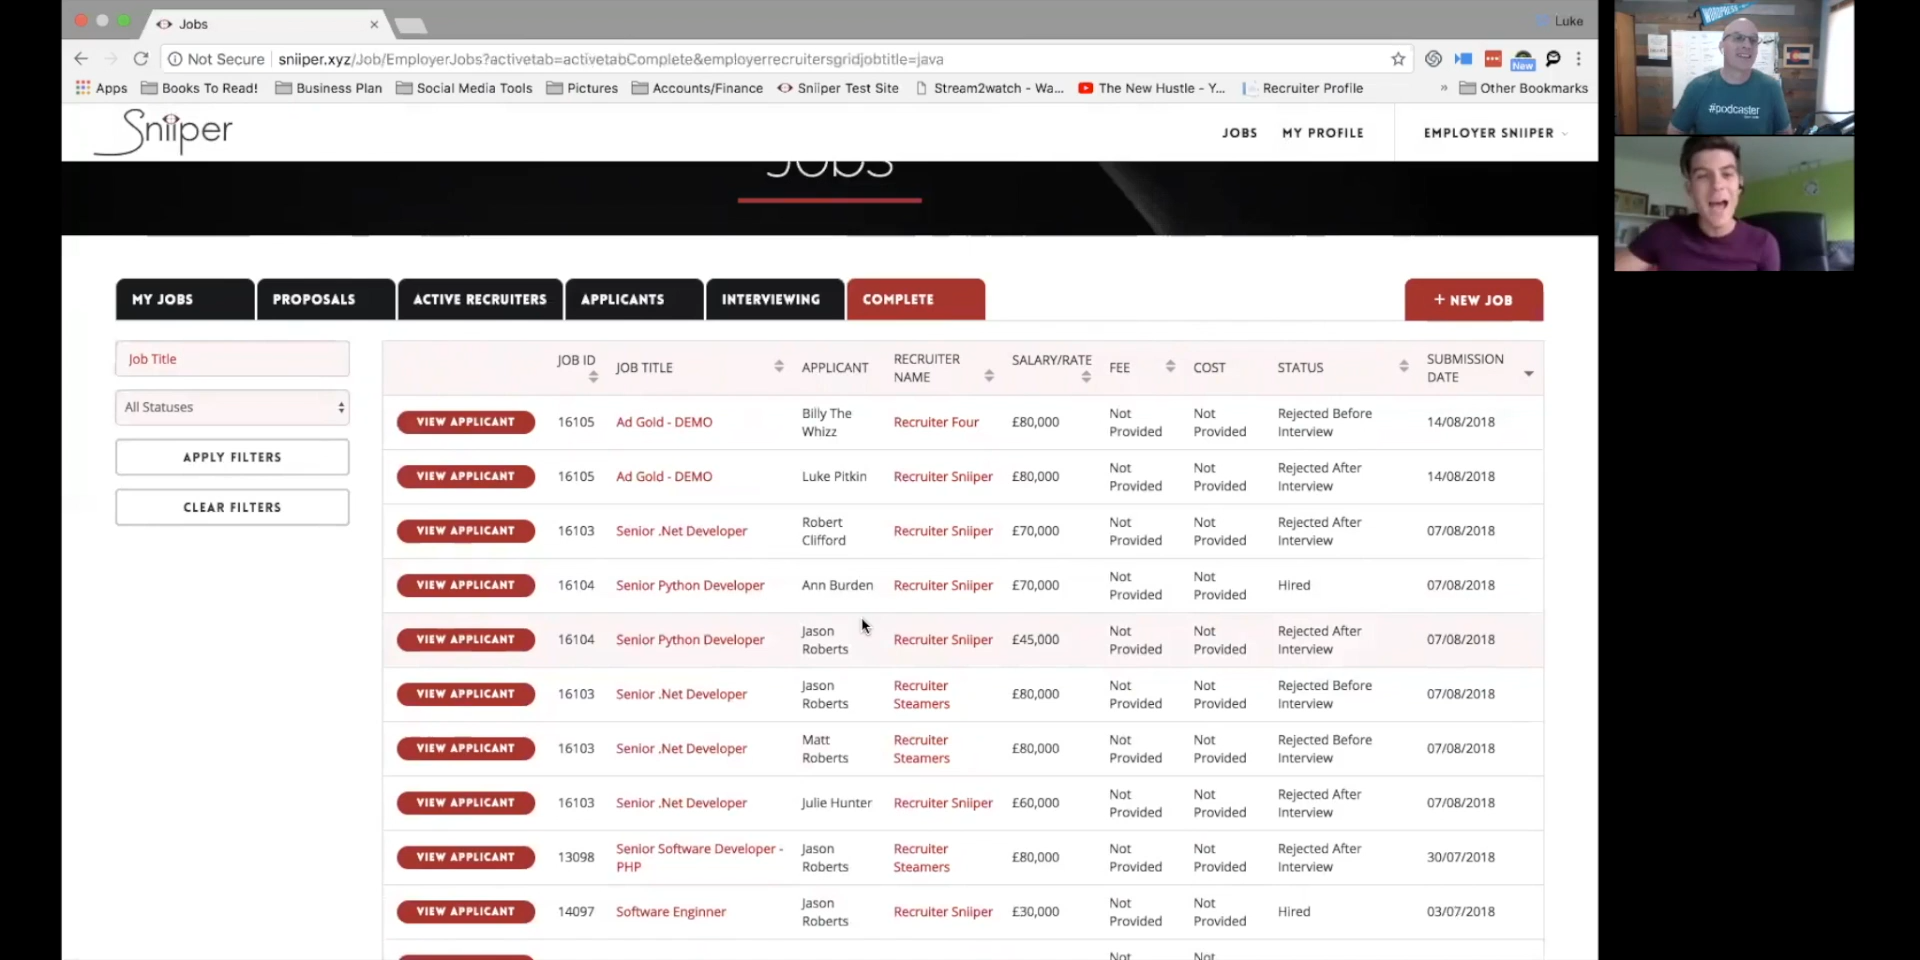 Jobs
Luke
Not Secure
sniiper.xyz/Job/EmployerJobs?activetab=activetabComplete&employerrecruitersgridjobtitle=java
New
Apps
Books To Read!
Business Plan
Social Media Tools
Pictures
Accounts/Finance
Sniiper Test Site
Stream2watch - Wa...
The New Hustle - Y...
Recruiter Profile
» Other Bookmarks
WORDPRESS
#podcaster
Sniiper
JOBS
MY PROFILE
EMPLOYER SNIIPER
Jobs
MY JOBS
PROPOSALS
ACTIVE RECRUITERS
APPLICANTS
INTERVIEWING
COMPLETE
+ NEW JOB
Job Title
All Statuses
APPLY FILTERS
CLEAR FILTERS
JOB ID JOB TITLE APPLICANT RECRUITER NAME SALARY/RATE FEE COST STATUS SUBMISSION DATE
VIEW APPLICANT 16105 Ad Gold - DEMO Billy The Whizz Recruiter Four £80,000 Not Provided Not Provided Rejected Before Interview 14/08/2018
VIEW APPLICANT 16105 Ad Gold - DEMO Luke Pitkin Recruiter Sniiper £80,000 Not Provided Not Provided Rejected After Interview 14/08/2018
VIEW APPLICANT 16103 Senior .Net Developer Robert Clifford Recruiter Sniiper £70,000 Not Provided Not Provided Rejected After Interview 07/08/2018
VIEW APPLICANT 16104 Senior Python Developer Ann Burden Recruiter Sniiper £70,000 Not Provided Not Provided Hired 07/08/2018
VIEW APPLICANT 16104 Senior Python Developer Jason Roberts Recruiter Sniiper £45,000 Not Provided Not Provided Rejected After Interview 07/08/2018
VIEW APPLICANT 16103 Senior .Net Developer Jason Roberts Recruiter Steamers £80,000 Not Provided Not Provided Rejected Before Interview 07/08/2018
VIEW APPLICANT 16103 Senior .Net Developer Matt Roberts Recruiter Steamers £80,000 Not Provided Not Provided Rejected Before Interview 07/08/2018
VIEW APPLICANT 16103 Senior .Net Developer Julie Hunter Recruiter Sniiper £60,000 Not Provided Not Provided Rejected After Interview 07/08/2018
VIEW APPLICANT 13098 Senior Software Developer - PHP Jason Roberts Recruiter Steamers £80,000 Not Provided Not Provided Rejected After Interview 30/07/2018
VIEW APPLICANT 14097 Software Enginner Jason Roberts Recruiter Sniiper £30,000 Not Provided Not Provided Hired 03/07/2018
Not Not